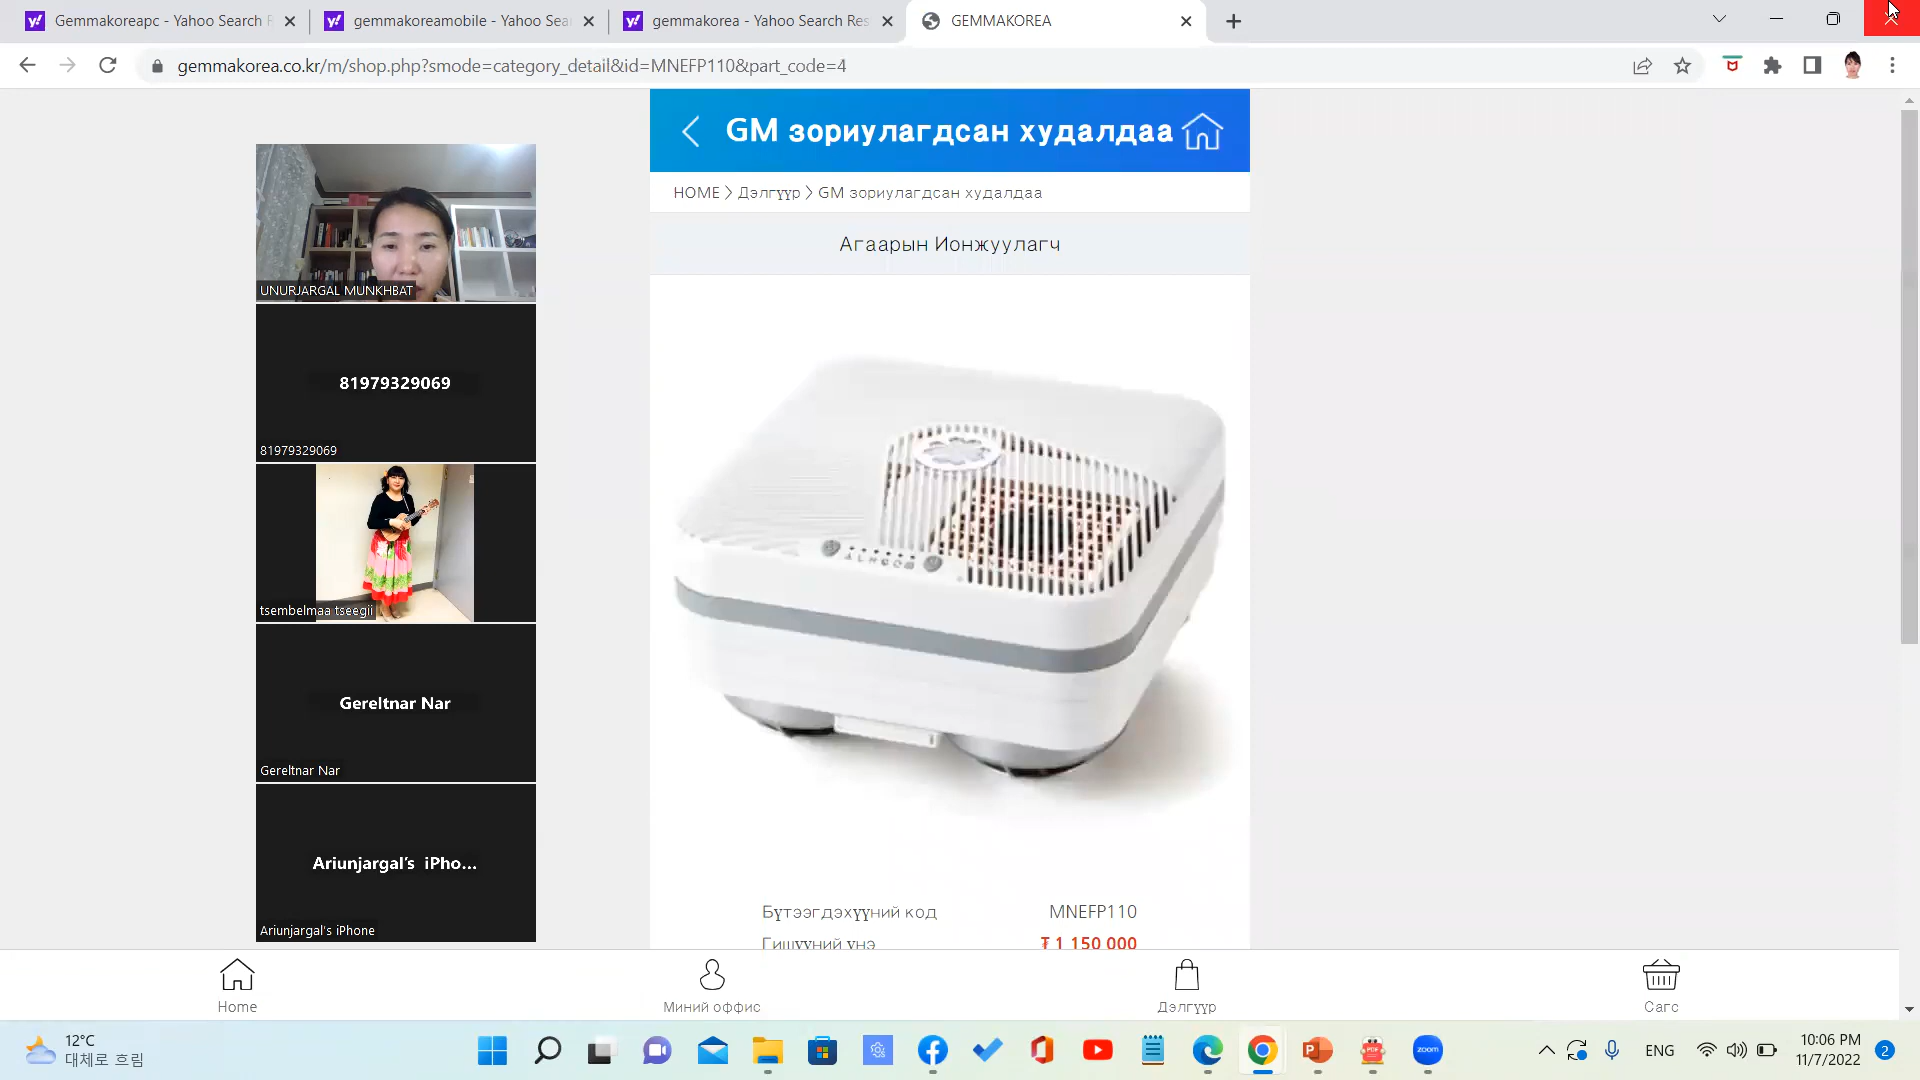 Gemmakoreapc - Yahoo Search R
gemmakoreamobile - Yahoo Sea
gemmakorea - Yahoo Search Res
GEMMAKOREA
gemmakorea.co.kr/m/shop.php?smode=category_detail&id=MNEFP110&part_code=4
GM зориулагдсан худалдаа
HOME > Дэлгүүр > GM зориулагдсан худалдаа
Агаарын Ионжуулагч
UNURJARGAL MUNKHBAT
81979329069
81979329069
tsembelmaa tseegii
Gereltnar Nar
Gereltnar Nar
Ariunjargal's iPho...
Ariunjargal's iPhone
Бүтээгдэхүүний код MNEFP110
Гишүүний үнэ ₮ 1 150 000
Home
Миний оффис
Дэлгүүр
Сагс
12°C
대체로 흐림
zoom
ENG
10:06 PM
11/7/2022
2